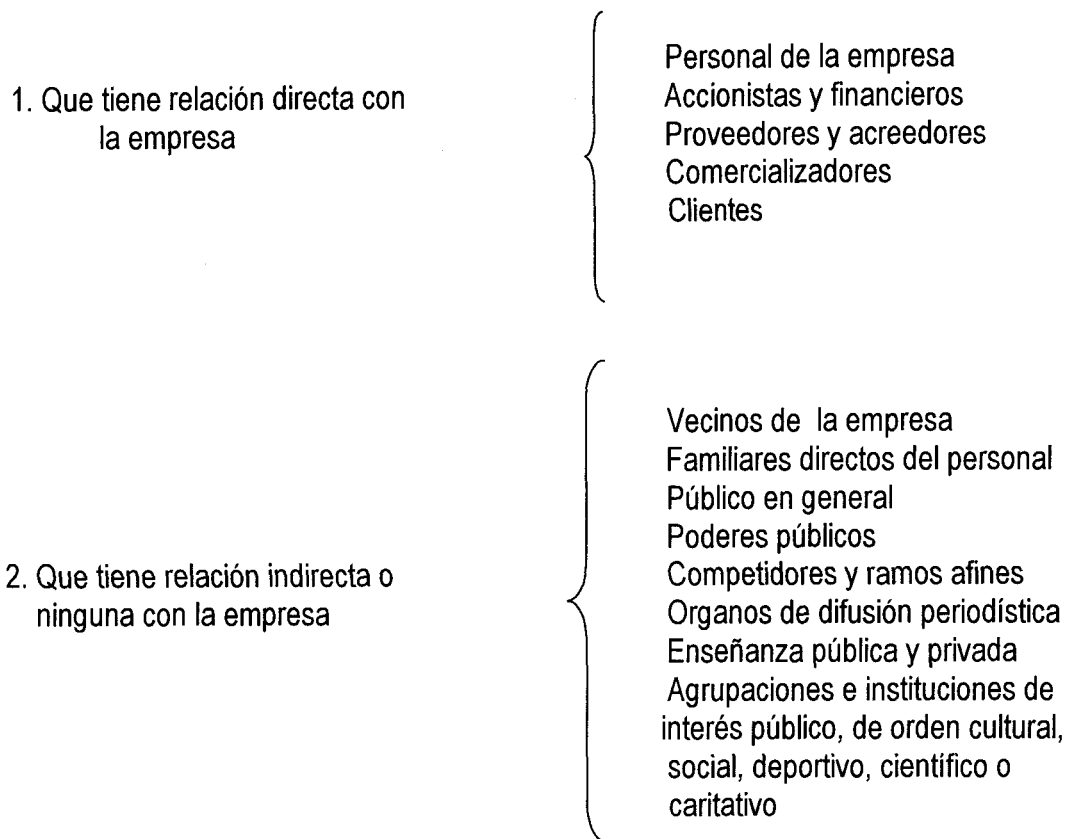 1. Que tiene relación directa con
la empresa
Personal de la empresa
Accionistas y financieros
Proveedores y acreedores
Comercializadores
Clientes
2. Que tiene relación indirecta o
ninguna con la empresa
Vecinos de la empresa
Familiares directos del personal
Público en general
Poderes públicos
Competidores y ramos afines
Organos de difusión periodística
Enseñanza pública y privada
Agrupaciones e instituciones de
interés público, de orden cultural,
social, deportivo, científico o
caritativo